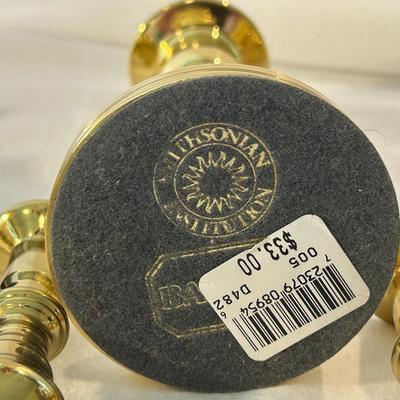 SMITHSONIAN
INSTITUTION
BA
$33.00
7 005
23079 08954 6
D482